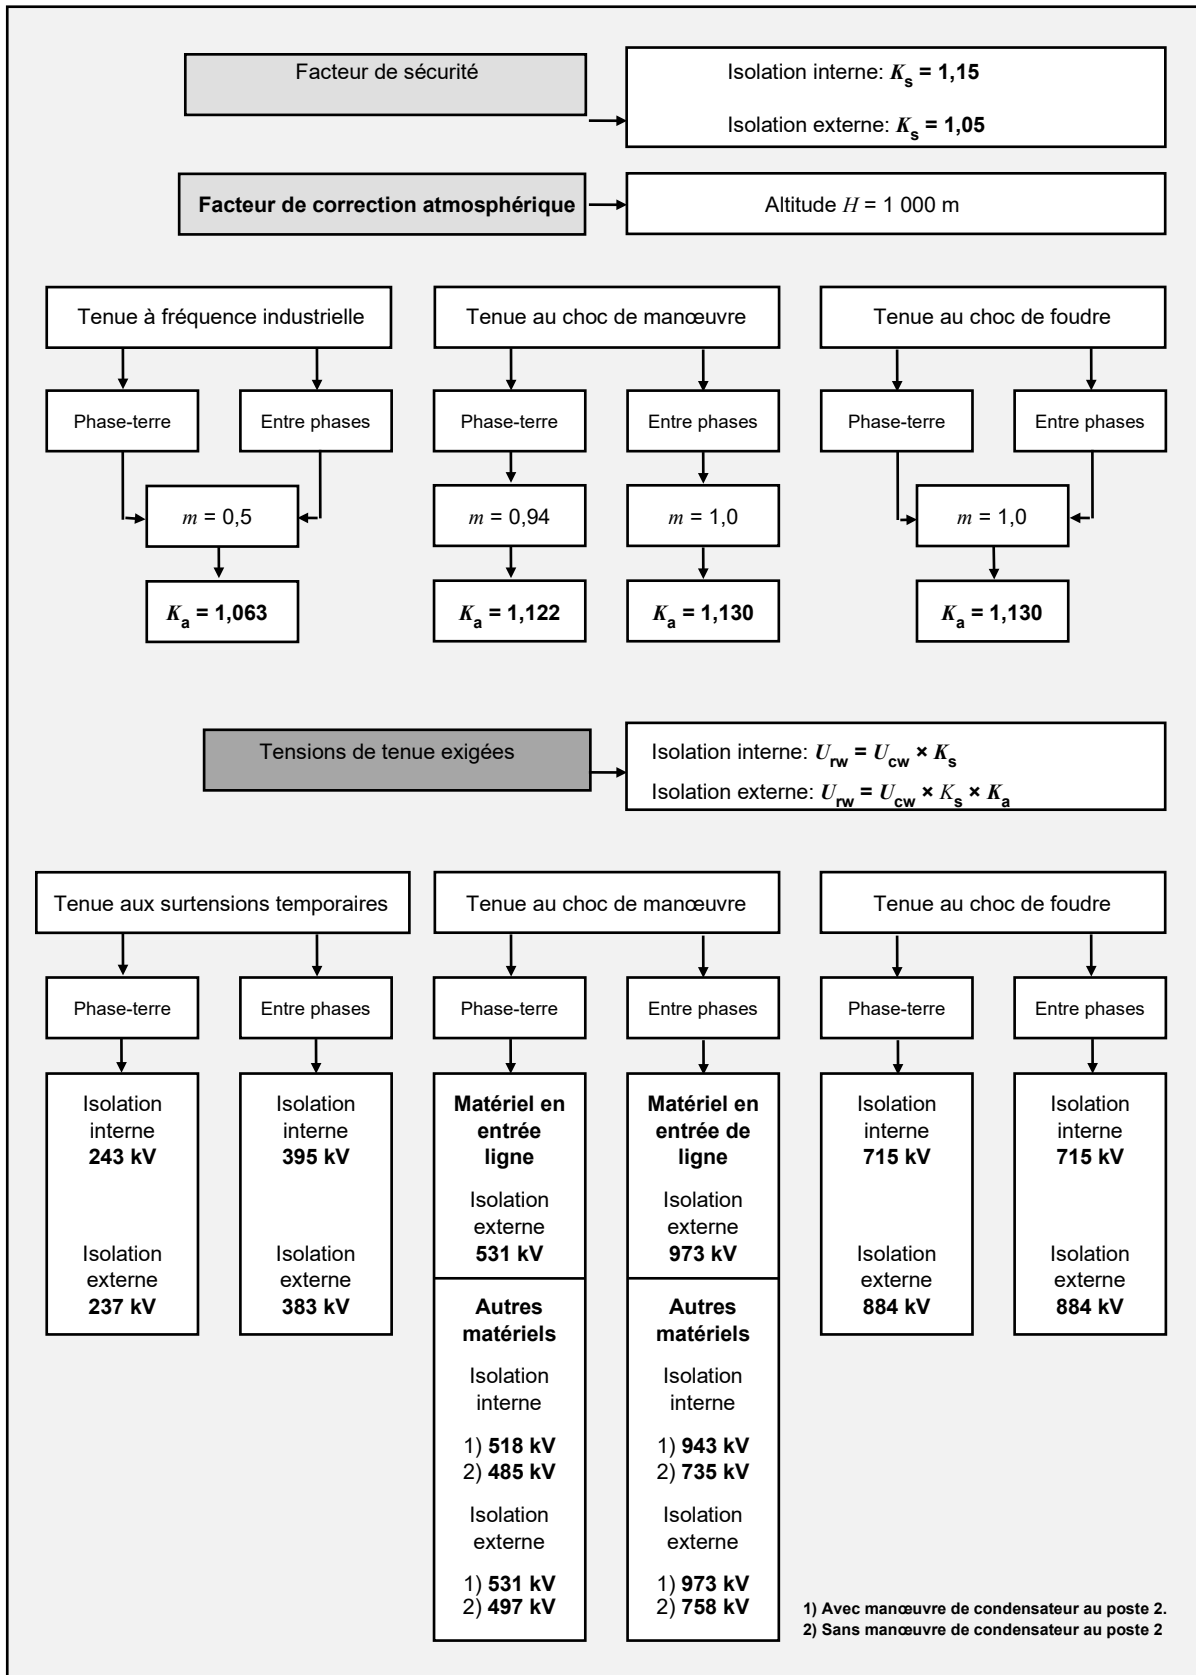 Facteur de sécurité
Isolation interne: Ks = 1,15
Isolation externe: Ks = 1,05
Facteur de correction atmosphérique
Altitude H = 1 000 m
Tenue à fréquence industrielle
Tenue au choc de manœuvre
Tenue au choc de foudre
Phase-terre
Entre phases
Phase-terre
Entre phases
Phase-terre
Entre phases
m = 0,5
m = 0,94
m = 1,0
m = 1,0
Ka = 1,063
Ka = 1,122
Ka = 1,130
Ka = 1,130
Tensions de tenue exigées
Isolation interne: Urw = Ucw × Ks
Isolation externe: Urw = Ucw × Ks × Ka
Tenue aux surtensions temporaires
Tenue au choc de manœuvre
Tenue au choc de foudre
Phase-terre
Entre phases
Phase-terre
Entre phases
Phase-terre
Entre phases
Isolation
interne
243 kV
Isolation
externe
237 kV
Isolation
interne
395 kV
Isolation
externe
383 kV
Matériel en
entrée
ligne
Isolation
externe
531 kV
Autres
matériels
Isolation
interne
1) 518 kV
2) 485 kV
Isolation
externe
1) 531 kV
2) 497 kV
Matériel en
entrée de
ligne
Isolation
externe
973 kV
Autres
matériels
Isolation
interne
1) 943 kV
2) 735 kV
Isolation
externe
1) 973 kV
2) 758 kV
Isolation
interne
715 kV
Isolation
externe
884 kV
Isolation
interne
715 kV
Isolation
externe
884 kV
1) Avec manœuvre de condensateur au poste 2.
2) Sans manœuvre de condensateur au poste 2